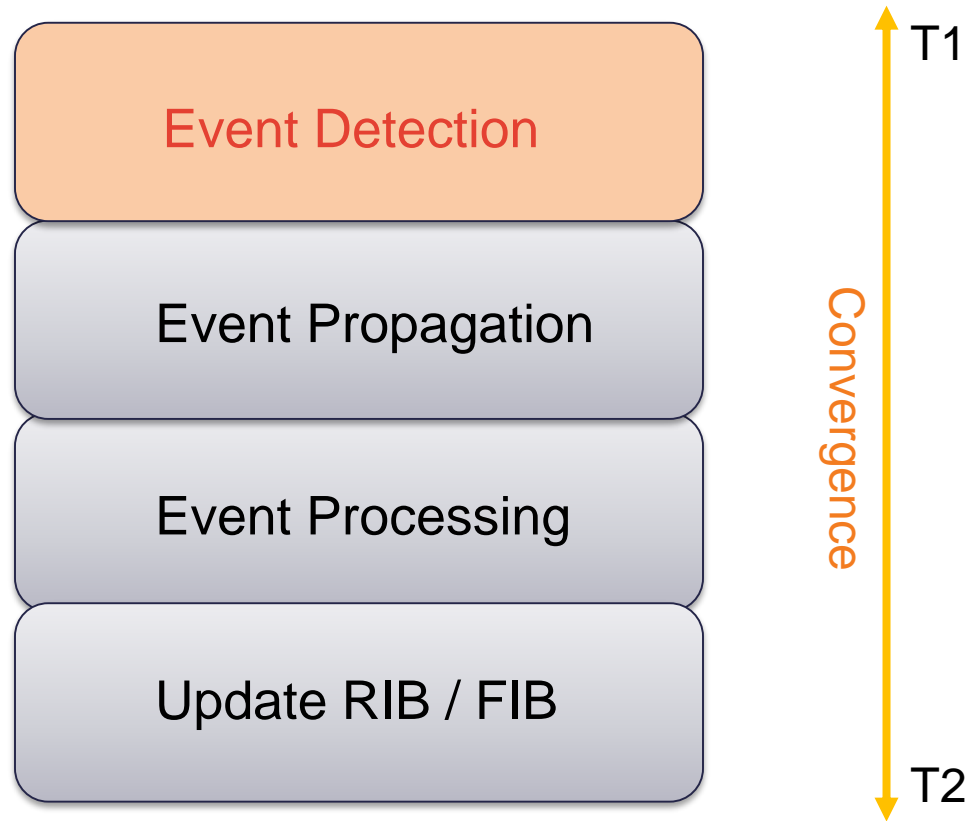 Event Detection
T1
Event Propagation
Convergence
Event Processing
Update RIB / FIB
T2